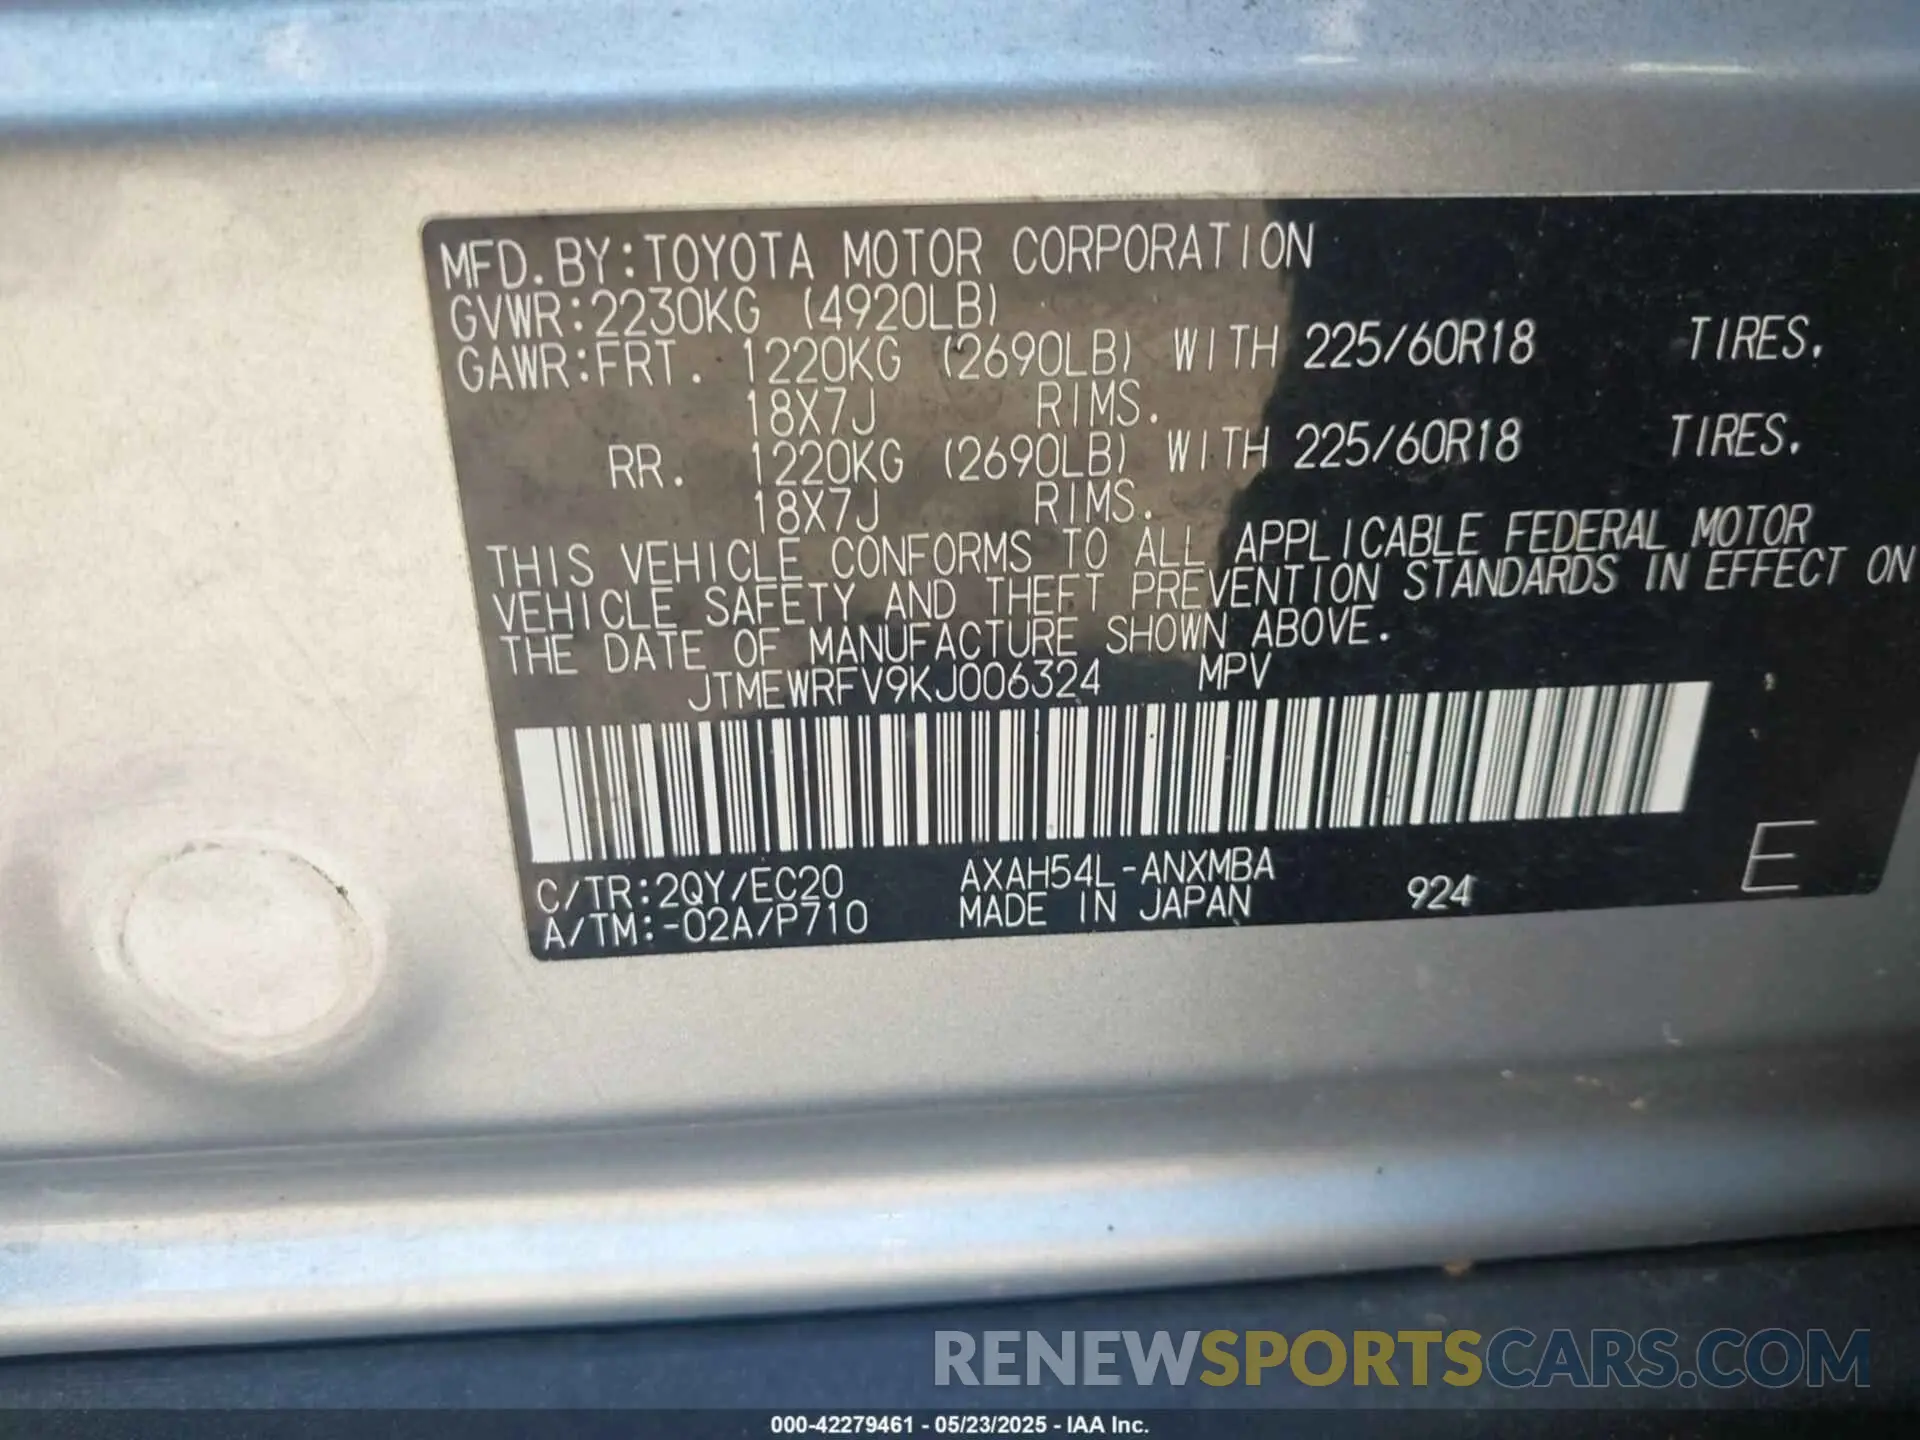 MFD. BY: TOYOTA MOTOR CORPORATION
GVWR: 2230KG (4920LB)
GAWR: FRT. 1220KG (2690LB) WITH 225/60R18 TIRES.
18X7J RIMS.
RR. 1220KG (2690LB) WITH 225/60R18 TIRES.
18X7J RIMS.
THIS VEHICLE CONFORMS TO ALL APPLICABLE FEDERAL MOTOR
VEHICLE SAFETY AND THEFT PREVENTION STANDARDS IN EFFECT ON
THE DATE OF MANUFACTURE SHOWN ABOVE.
JTMEWRFV9KJ006324 MPV
C/TR: 2QY/EC20 AXAH54L-ANXMBA
A/TM: -02A/P710 MADE IN JAPAN 924 E
RENEWSPORTSCARS.COM
000-42279461 - 05/23/2025 - IAA Inc.